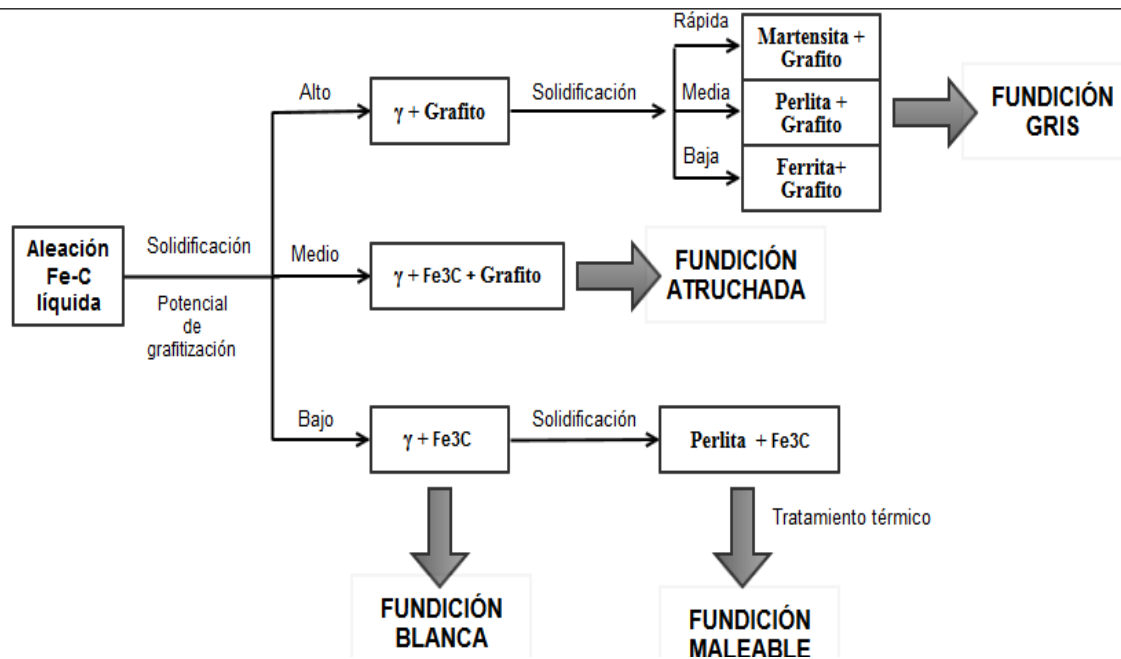 Rápida
Martensita +
Grafito
Alto
γ + Grafito
Solidificación
Media
Perlita +
Grafito
FUNDICIÓN
GRIS
Baja
Ferrita+
Grafito
Aleación
Fe-C
líquida
Solidificación
Potencial
de
grafitización
Medio
γ + Fe3C + Grafito
FUNDICIÓN
ATRUCHADA
Bajo
γ + Fe3C
Solidificación
Perlita + Fe3C
Tratamiento térmico
FUNDICIÓN
BLANCA
FUNDICIÓN
MALEABLE